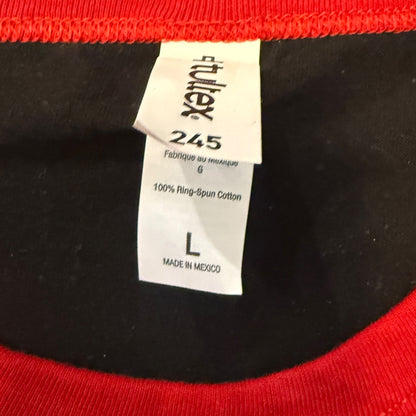 tultex
245
Fabriqué au Mexique
G
100% Ring-Spun Cotton
L
MADE IN MEXICO